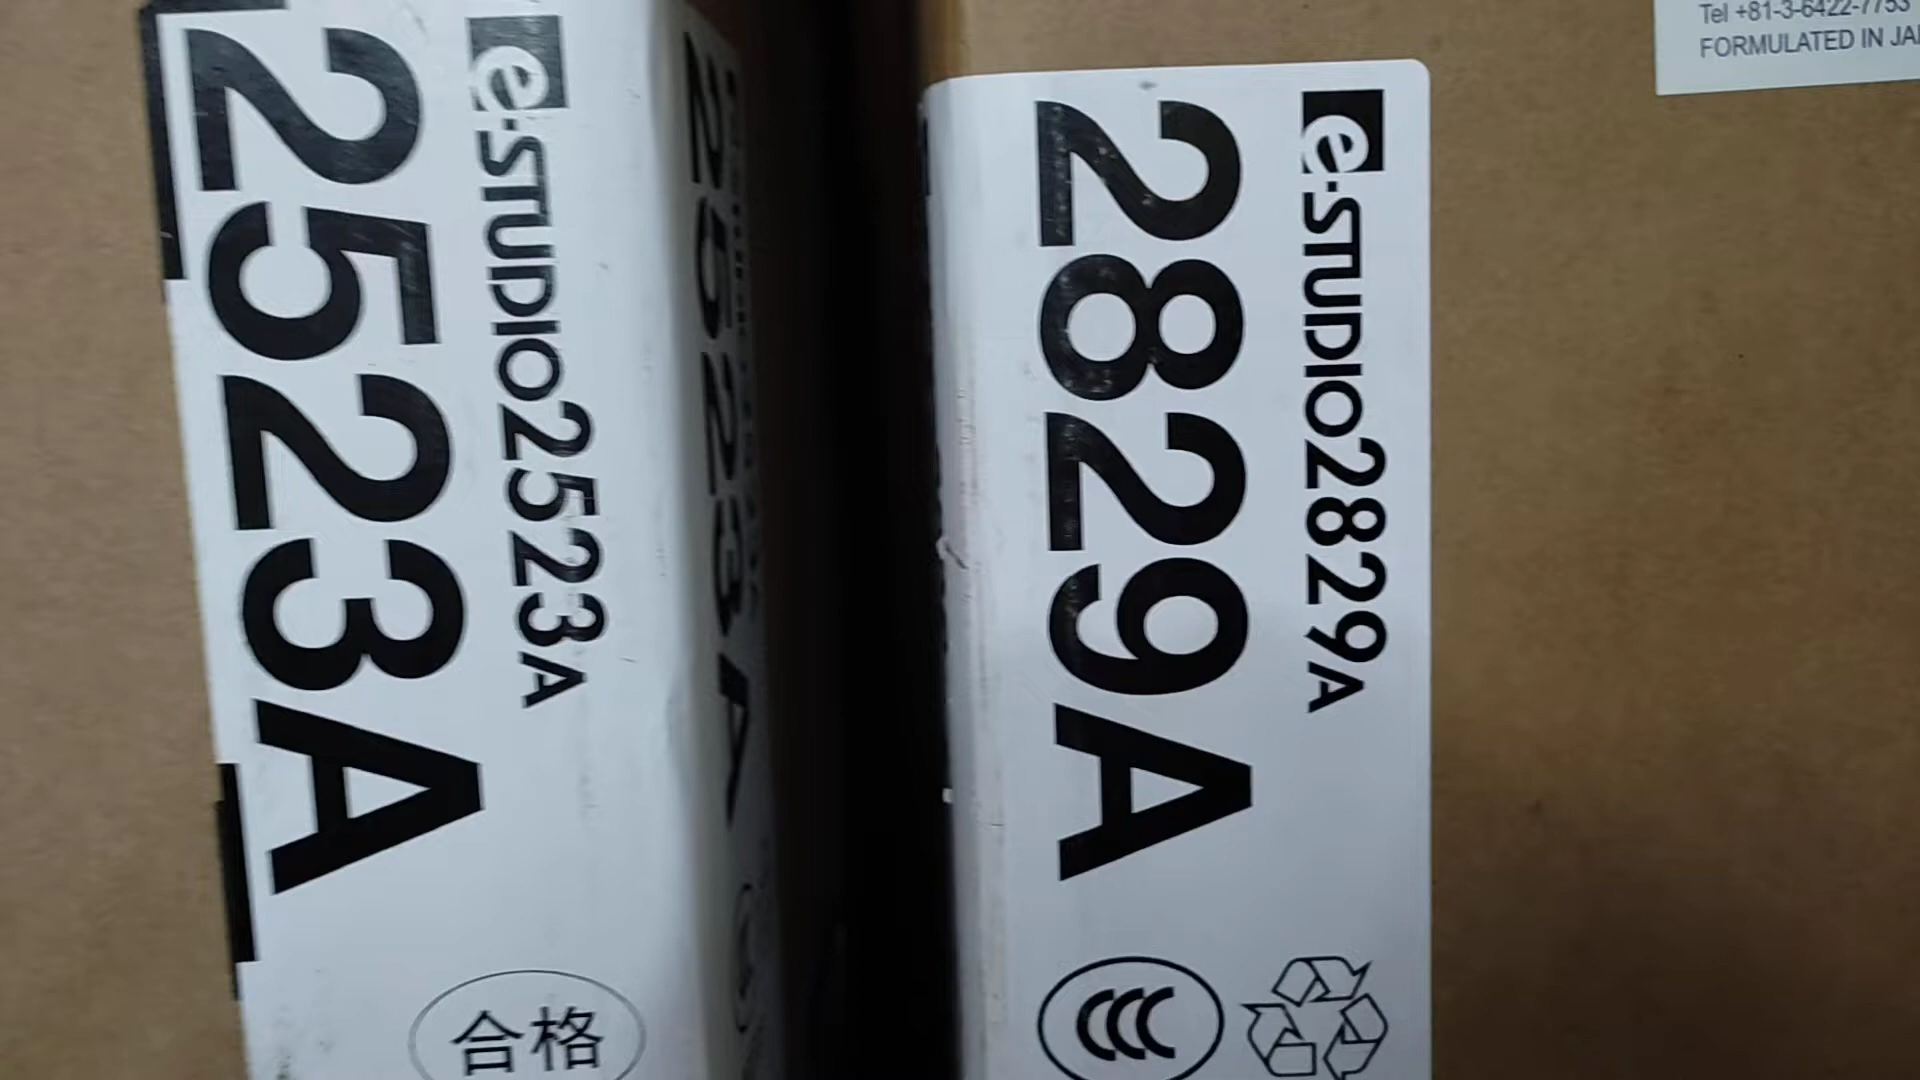 e-STUDIO2523A
2523A
合格
2523A
e-STUDIO2829A
2829A
CCC
Tel +81-3-6422-7753
FORMULATED IN JA